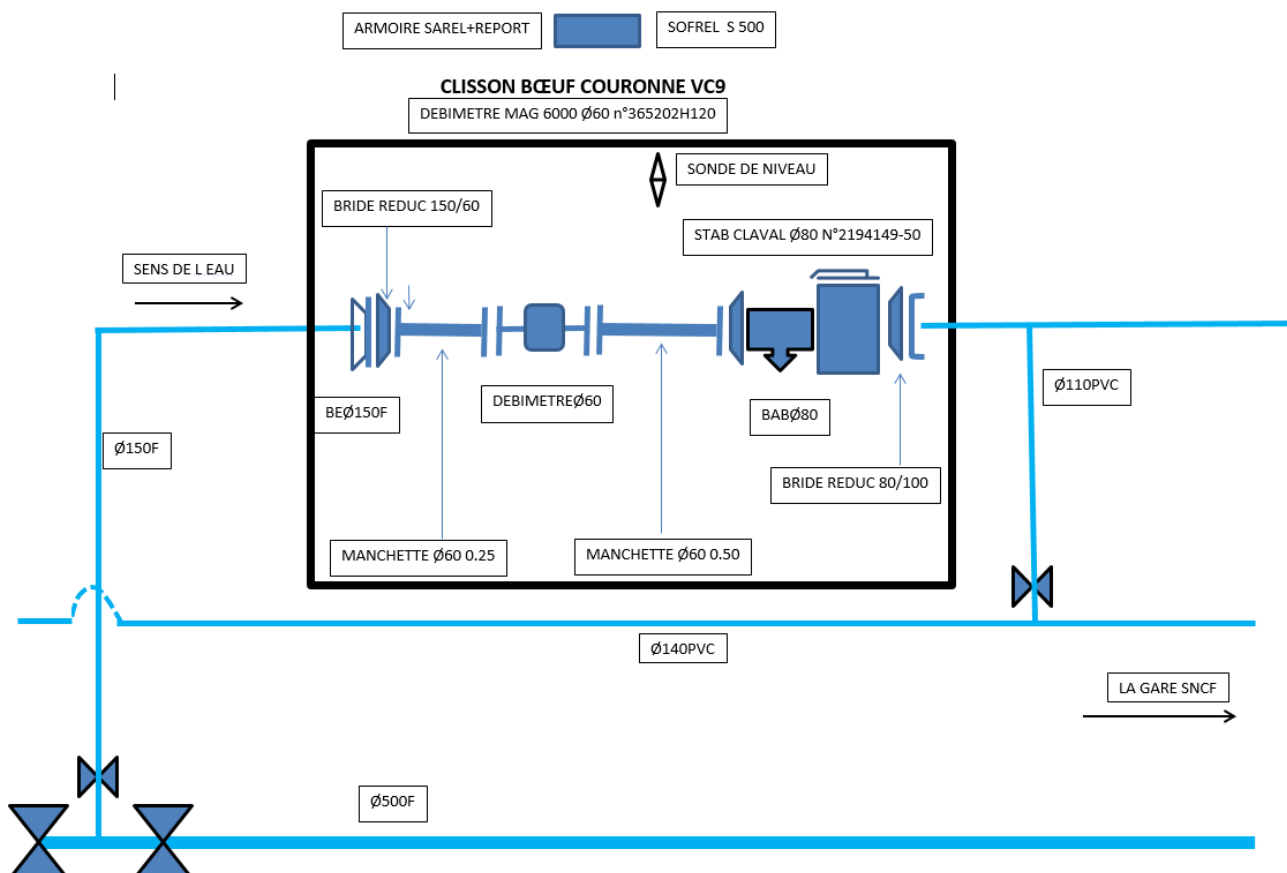 ARMOIRE SAREL+REPORT
SOFREL S 500
CLISSON BŒUF COURONNE VC9
DEBIMETRE MAG 6000 Ø60 n°365202H120
SONDE DE NIVEAU
BRIDE REDUC 150/60
STAB CLAVAL Ø80 N°2194149-50
SENS DE L EAU
Ø110PVC
DEBIMETREØ60
BEØ150F
BABØ80
Ø150F
BRIDE REDUC 80/100
MANCHETTE Ø60 0.25
MANCHETTE Ø60 0.50
Ø140PVC
LA GARE SNCF
Ø500F